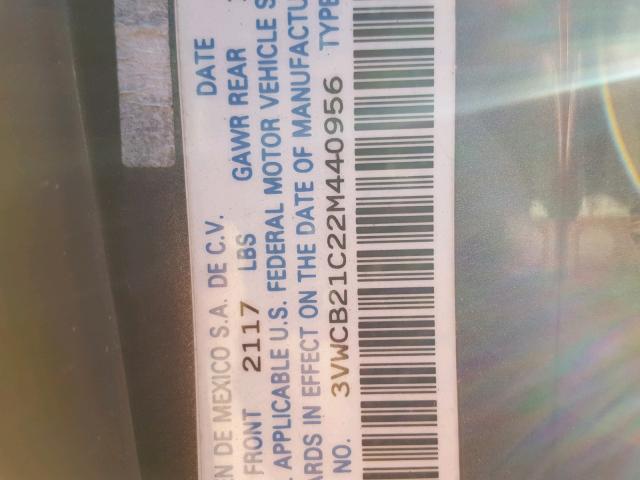 EN DE MEXICO S.A. DE C.V. DATE
FRONT 2117 LBS GAWR REAR
APPLICABLE U.S. FEDERAL MOTOR VEHICLE S
ARDS IN EFFECT ON THE DATE OF MANUFACTU
NO. 3VWCB21C22M440956 TYPE